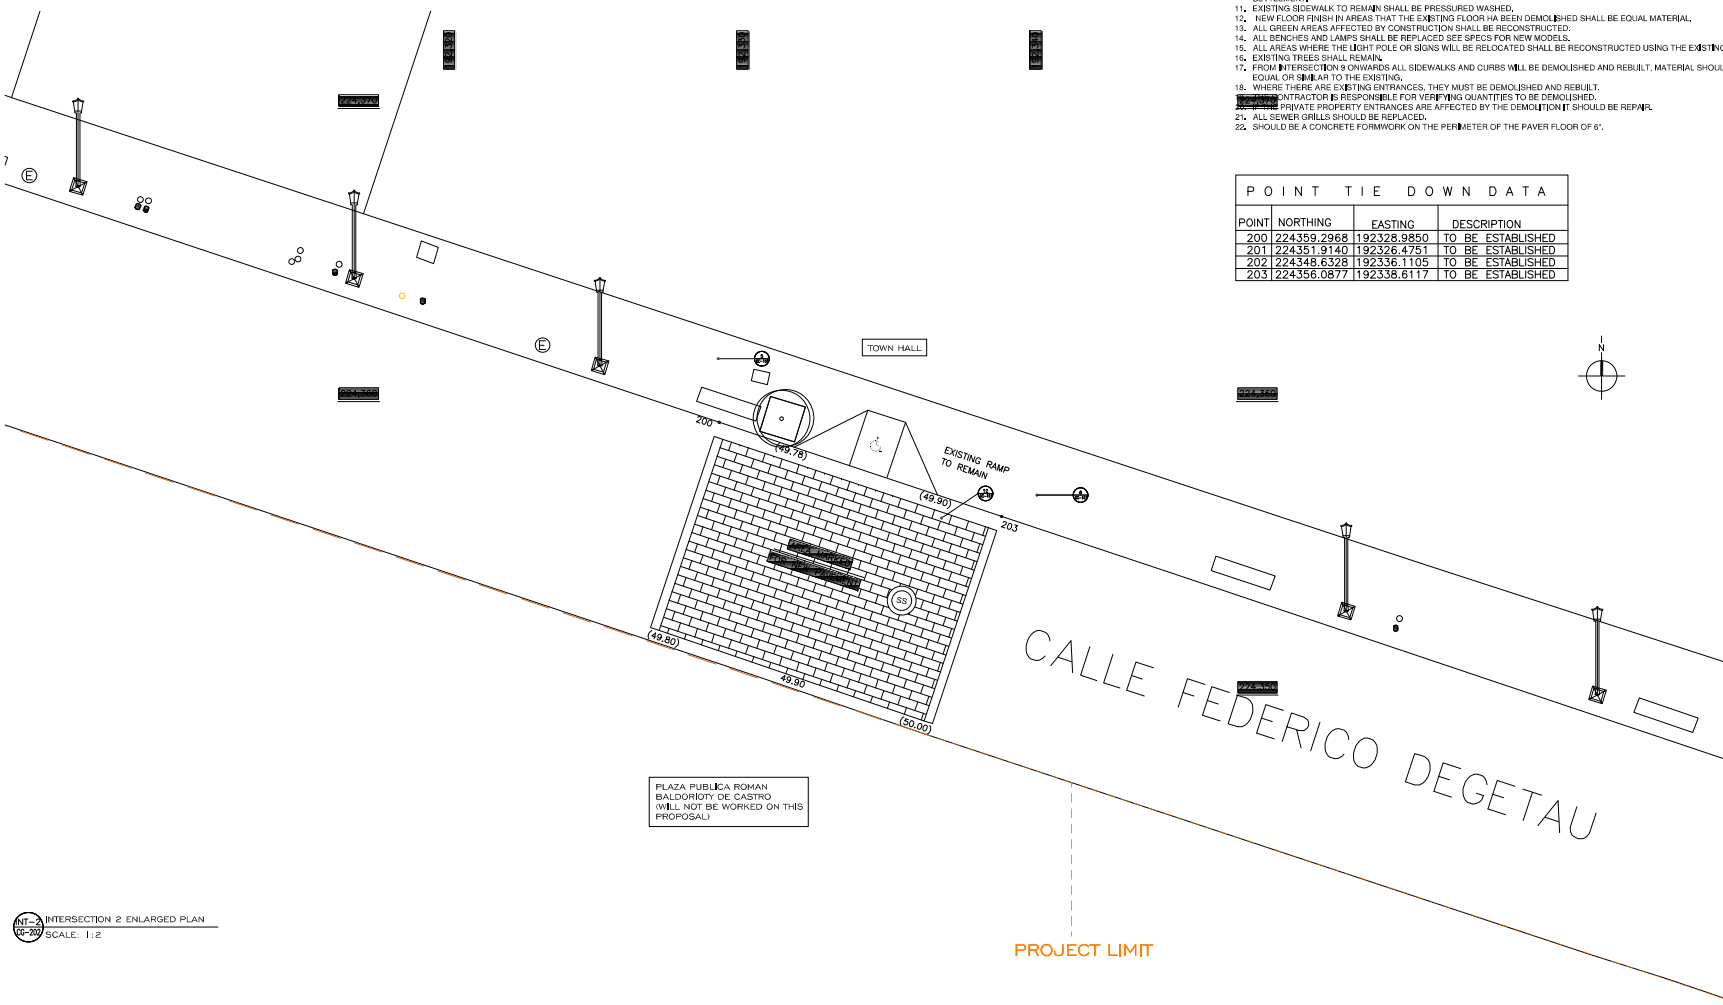 11. EXISTING SIDEWALK TO REMAIN SHALL BE PRESSURED WASHED.
12. NEW FLOOR FINISH IN AREAS THAT THE EXISTING FLOOR HA BEEN DEMOLISHED SHALL BE EQUAL MATERIAL.
13. ALL GREEN AREAS AFFECTED BY CONSTRUCTION SHALL BE RECONSTRUCTED.
14. ALL BENCHES AND LAMPS SHALL BE REPLACED SEE SPECS FOR NEW MODELS.
15. ALL AREAS WHERE THE LIGHT POLE OR SIGNS WILL BE RELOCATED SHALL BE RECONSTRUCTED USING THE EXISTING
16. EXISTING TREES SHALL REMAIN.
17. FROM INTERSECTION 9 ONWARDS ALL SIDEWALKS AND CURBS WILL BE DEMOLISHED AND REBUILT, MATERIAL SHOUL
EQUAL OR SIMILAR TO THE EXISTING.
18. WHERE THERE ARE EXISTING ENTRANCES, THEY MUST BE DEMOLISHED AND REBUILT.
CONTRACTOR IS RESPONSIBLE FOR VERIFYING QUANTITIES TO BE DEMOLISHED.
PRIVATE PROPERTY ENTRANCES ARE AFFECTED BY THE DEMOLITION IT SHOULD BE REPAIR.
21. ALL SEWER GRILLS SHOULD BE REPLACED.
22. SHOULD BE A CONCRETE FORMWORK ON THE PERIMETER OF THE PAVER FLOOR OF 6".
POINT TIE DOWN DATA
POINT NORTHING EASTING DESCRIPTION
200 224359.2968 192328.9850 TO BE ESTABLISHED
201 224351.9140 192326.4751 TO BE ESTABLISHED
202 224348.6328 192336.1105 TO BE ESTABLISHED
203 224356.0877 192338.6117 TO BE ESTABLISHED
N
E
E
TOWN HALL
224,360
224,360
200
(49.78)
EXISTING RAMP
TO REMAIN
(49.90)
203
SS
(49.80)
49.90
(50.00)
224,350
CALLE FEDERICO DEGETAU
PLAZA PUBLICA ROMAN
BALDORIOTY DE CASTRO
(WILL NOT BE WORKED ON THIS
PROPOSAL)
INT-2
CG-202
INTERSECTION 2 ENLARGED PLAN
SCALE: 1:2
PROJECT LIMIT